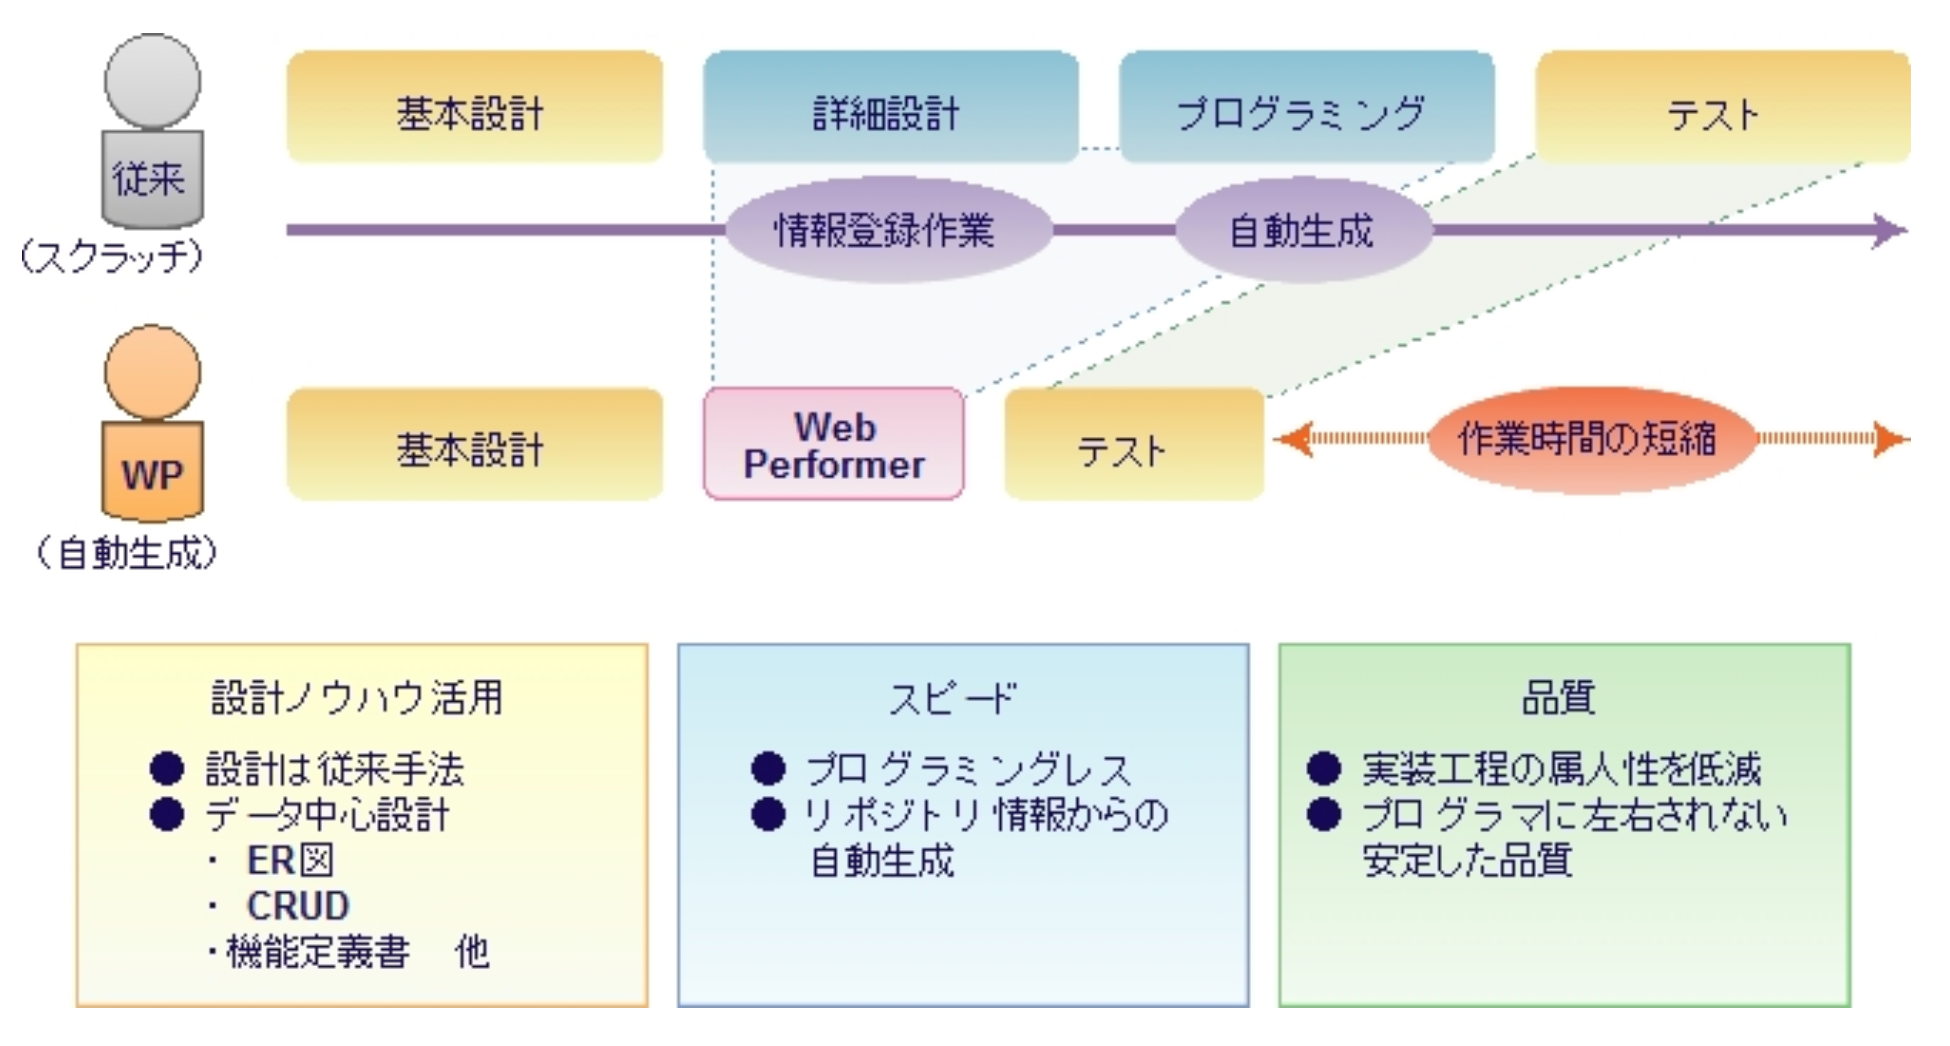 基本設計
詳細設計
プログラミング
テスト
従来
(スクラッチ)
情報登録作業
自動生成
基本設計
Web
Performer
テスト
作業時間の短縮
WP
(自動生成)
設計ノウハウ活用
● 設計は従来手法
● データ中心設計
・ ER図
・ CRUD
・機能定義書　他
スピード
● プログラミングレス
● リポジトリ情報からの
自動生成
品質
● 実装工程の属人性を低減
● プログラマに左右されない
安定した品質